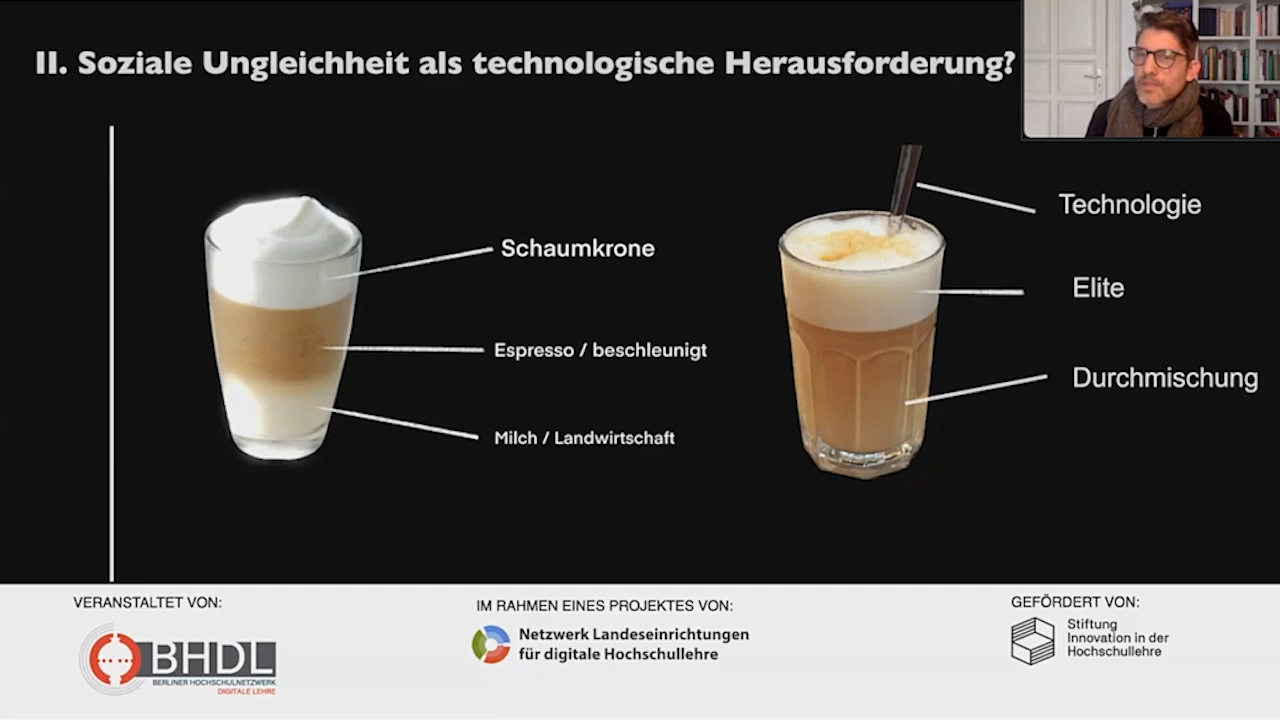 II. Soziale Ungleichheit als technologische Herausforderung?
Schaumkrone
Espresso / beschleunigt
Milch / Landwirtschaft
Technologie
Elite
Durchmischung
VERANSTALTET VON:
BHDL
BERLINER HOCHSCHULNETZWERK
DIGITALE LEHRE
IM RAHMEN EINES PROJEKTES VON:
Netzwerk Landeseinrichtungen
für digitale Hochschullehre
GEFÖRDERT VON:
Stiftung
Innovation in der
Hochschullehre